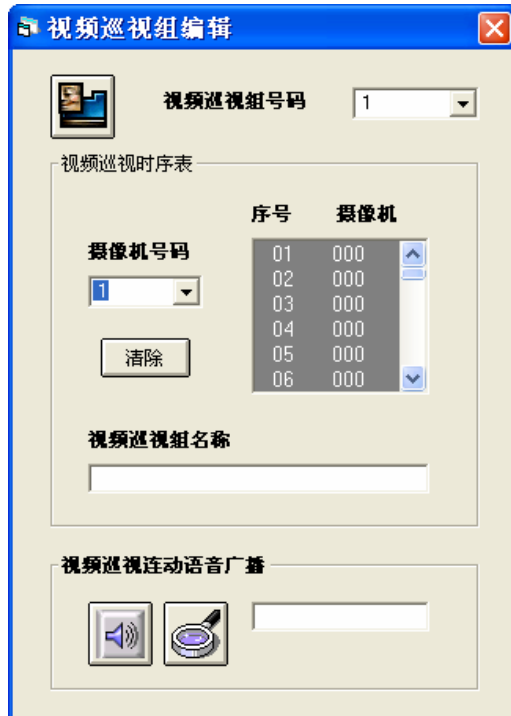 视频巡视组编辑
视频巡视组号码 1
视频巡视时序表
序号 摄像机
摄像机号码
1
01 000
02 000
03 000
04 000
05 000
06 000
清除
视频巡视组名称
视频巡视连动语音广播